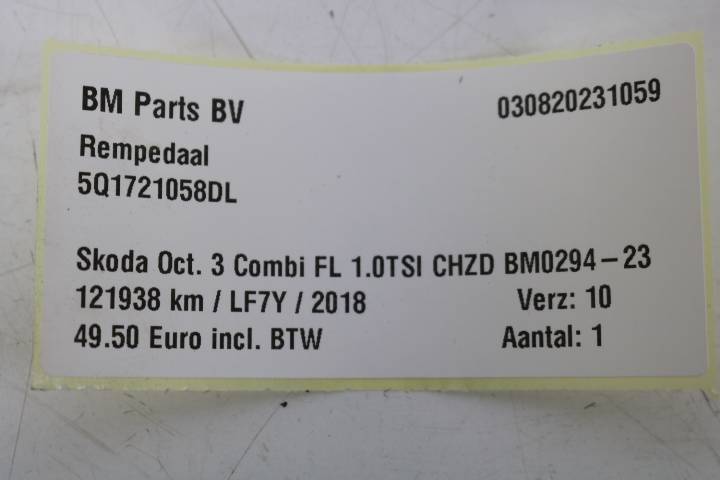 BM Parts BV 030820231059
Rempedaal
5Q1721058DL
Skoda Oct. 3 Combi FL 1.0TSI CHZD BM0294-23
121938 km / LF7Y / 2018 Verz: 10
49.50 Euro incl. BTW Aantal: 1